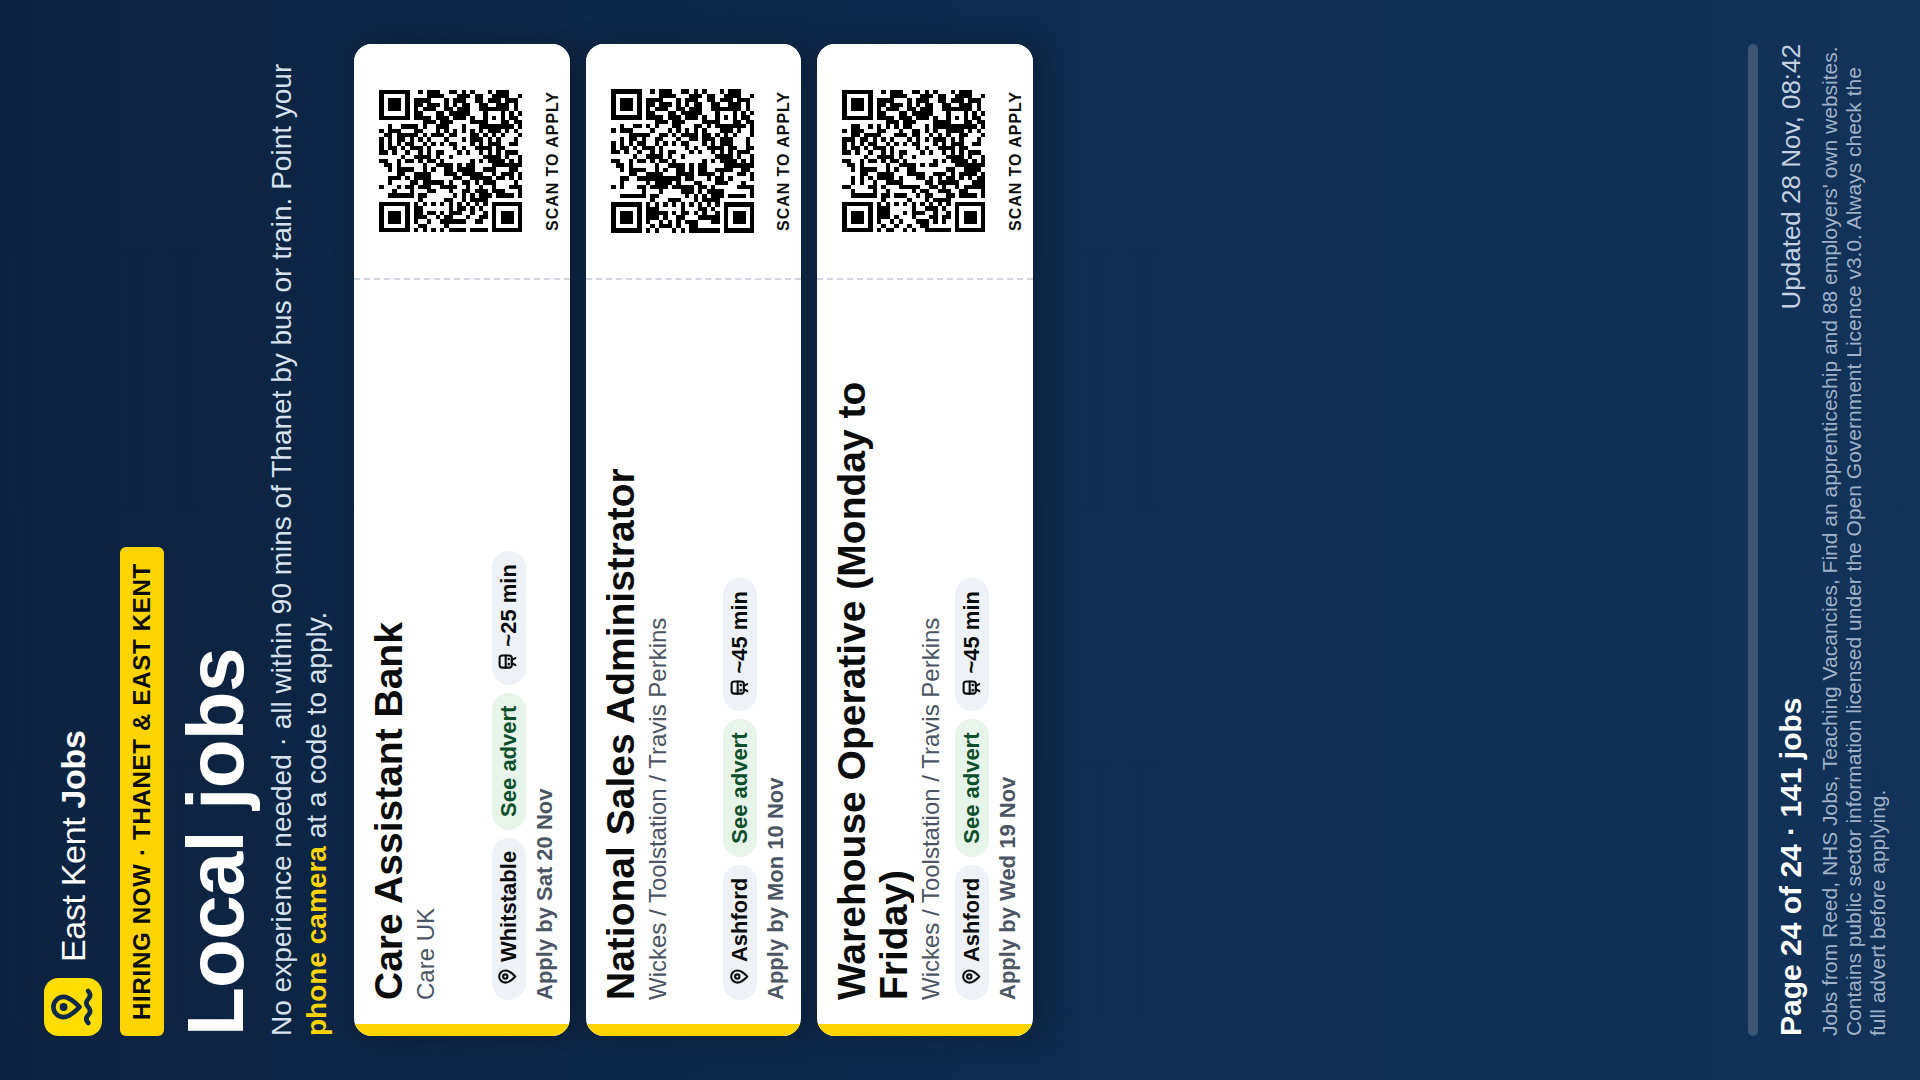 East Kent Jobs
HIRING NOW · THANET & EAST KENT
Local jobs
No experience needed · all within 90 mins of Thanet by bus or train. Point your
phone camera at a code to apply.
Care Assistant Bank
Care UK
Whitstable
See advert
~25 min
Apply by Sat 20 Nov
SCAN TO APPLY
National Sales Administrator
Wickes / Toolstation / Travis Perkins
Ashford
See advert
~45 min
Apply by Mon 10 Nov
SCAN TO APPLY
Warehouse Operative (Monday to
Friday)
Wickes / Toolstation / Travis Perkins
Ashford
See advert
~45 min
Apply by Wed 19 Nov
SCAN TO APPLY
Page 24 of 24 · 141 jobs
Updated 28 Nov, 08:42
Jobs from Reed, NHS Jobs, Teaching Vacancies, Find an apprenticeship and 88 employers' own websites.
Contains public sector information licensed under the Open Government Licence v3.0. Always check the
full advert before applying.